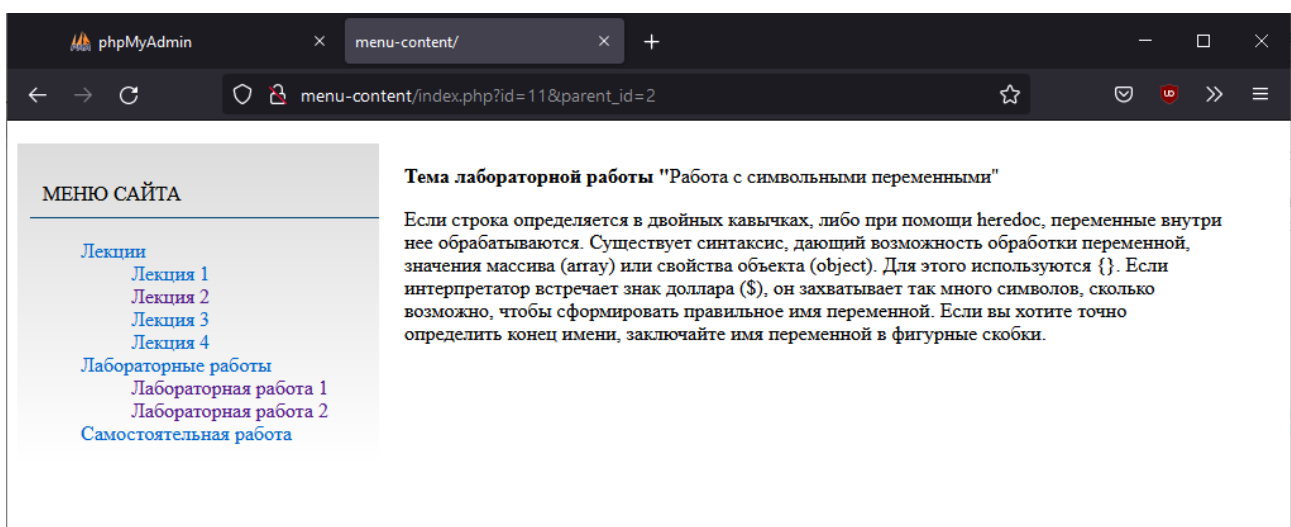 phpMyAdmin
menu-content/
menu-content/index.php?id=11&parent_id=2
МЕНЮ САЙТА
Лекции
Лекция 1
Лекция 2
Лекция 3
Лекция 4
Лабораторные работы
Лабораторная работа 1
Лабораторная работа 2
Самостоятельная работа
Тема лабораторной работы "Работа с символьными переменными"
Если строка определяется в двойных кавычках, либо при помощи heredoc, переменные внутри
нее обрабатываются. Существует синтаксис, дающий возможность обработки переменной,
значения массива (array) или свойства объекта (object). Для этого используются {}. Если
интерпретатор встречает знак доллара ($), он захватывает так много символов, сколько
возможно, чтобы сформировать правильное имя переменной. Если вы хотите точно
определить конец имени, заключайте имя переменной в фигурные скобки.